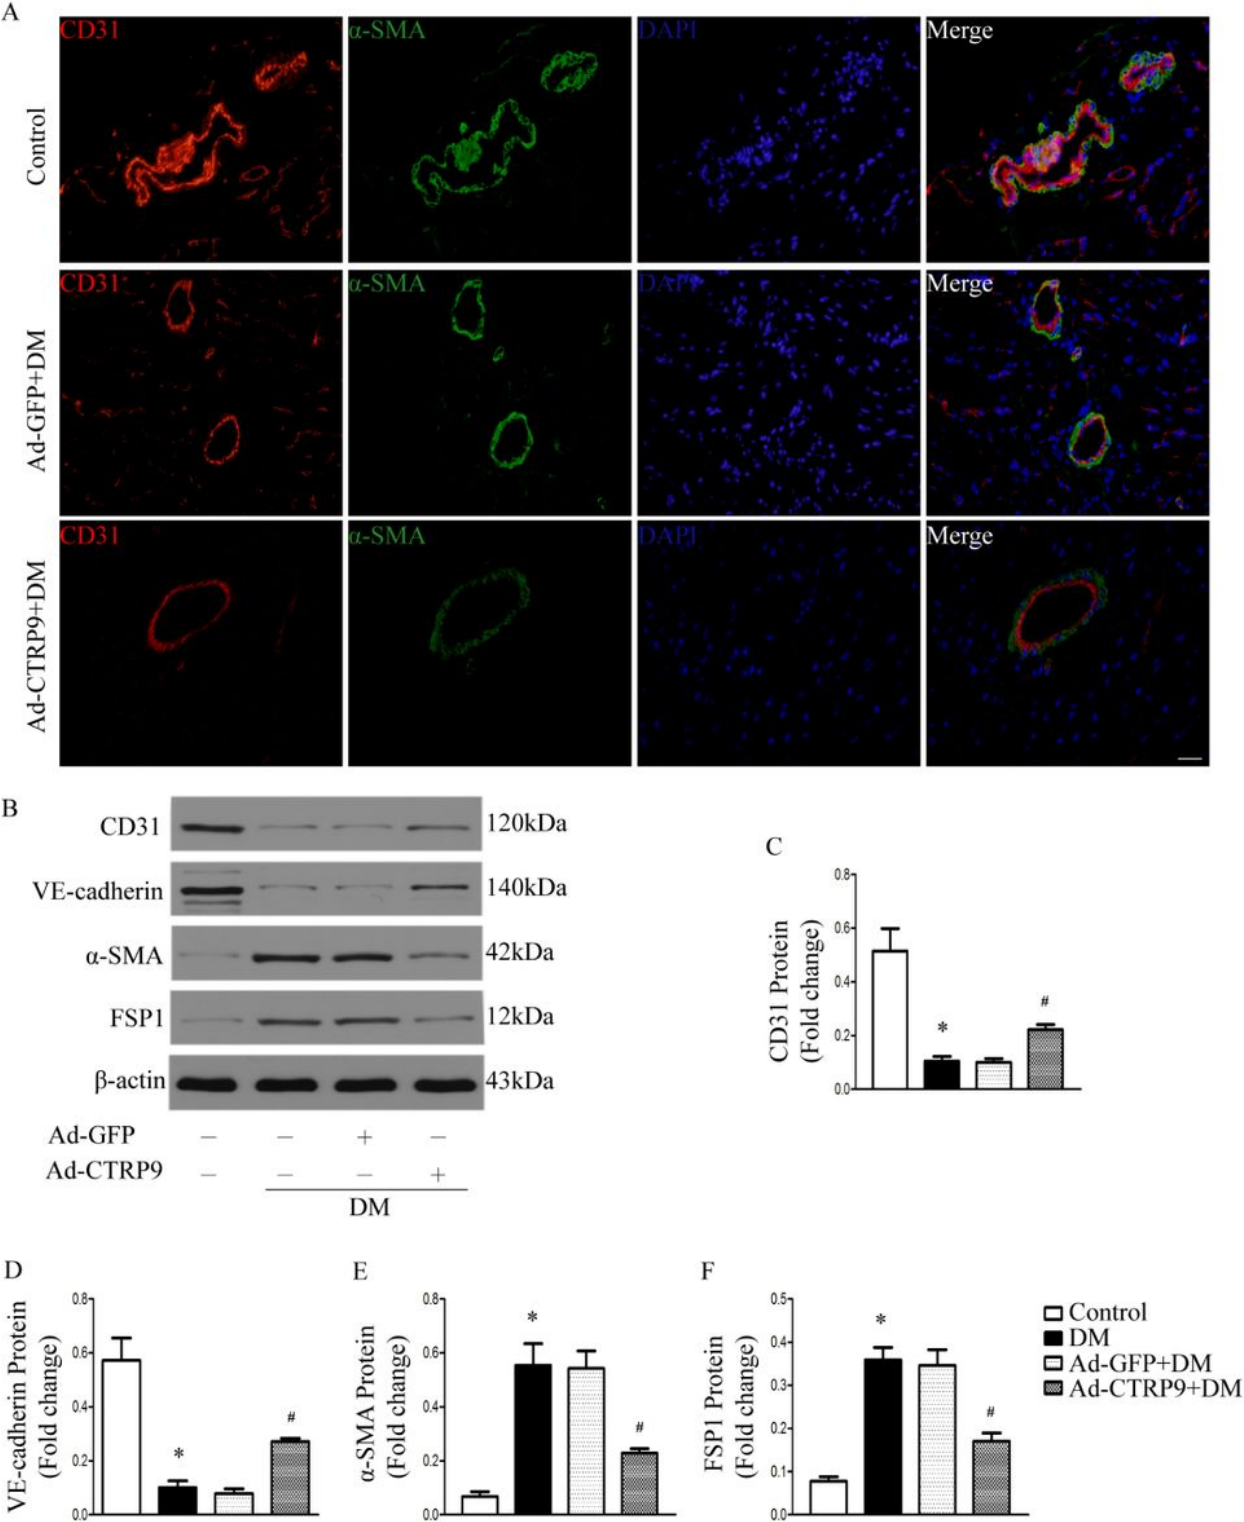 A
CD31 α-SMA DAPI Merge
Control
CD31 α-SMA DAPI Merge
Ad-GFP+DM
CD31 α-SMA DAPI Merge
Ad-CTRP9+DM
B
CD31 120kDa
VE-cadherin 140kDa
α-SMA 42kDa
FSP1 12kDa
β-actin 43kDa
Ad-GFP − − + −
Ad-CTRP9 − − − +
DM
C
CD31 Protein
(Fold change)
0.8
0.6
0.4
0.2
0.0
*
#
D
VE-cadherin Protein
(Fold change)
0.8
0.6
0.4
0.2
0.0
*
#
E
α-SMA Protein
(Fold change)
0.8
0.6
0.4
0.2
0.0
*
#
F
FSP1 Protein
(Fold change)
0.5
0.4
0.3
0.2
0.1
0.0
*
#
Control
DM
Ad-GFP+DM
Ad-CTRP9+DM